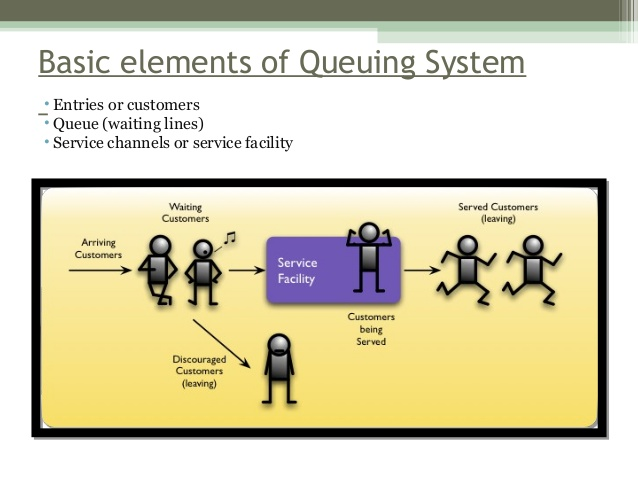 Basic elements of Queuing System
• Entries or customers
• Queue (waiting lines)
• Service channels or service facility
Waiting
Customers
Served Customers
(leaving)
Arriving
Customers
Service
Facility
Customers
being
Served
Discouraged
Customers
(leaving)